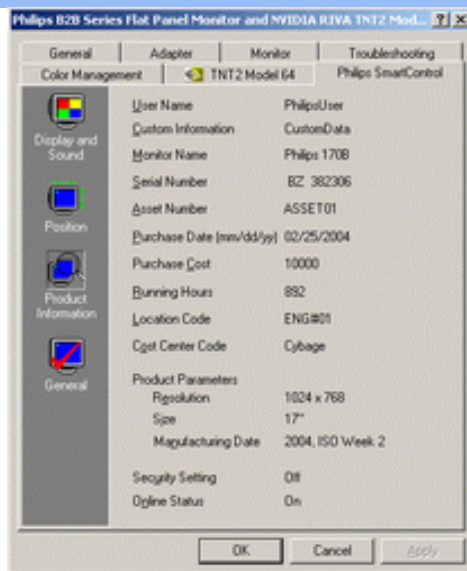 Philips B2B Series Flat Panel Monitor and NVIDIA RIVA TNT2 Mod...
General Adapter Monitor Troubleshooting
Color Management TNT2 Model 64 Philips SmartControl
Display and Sound
Position
Product Information
General
User Name PhilipsUser
Custom Information CustomData
Monitor Name Philips 170B
Serial Number BZ 382306
Asset Number ASSET01
Purchase Date (mm/dd/yy) 02/25/2004
Purchase Cost 10000
Running Hours 892
Location Code ENG#01
Cost Center Code Cybage
Product Parameters
Resolution 1024 x 768
Size 17"
Manufacturing Date 2004, ISO Week 2
Security Setting Off
Online Status On
OK Cancel Apply